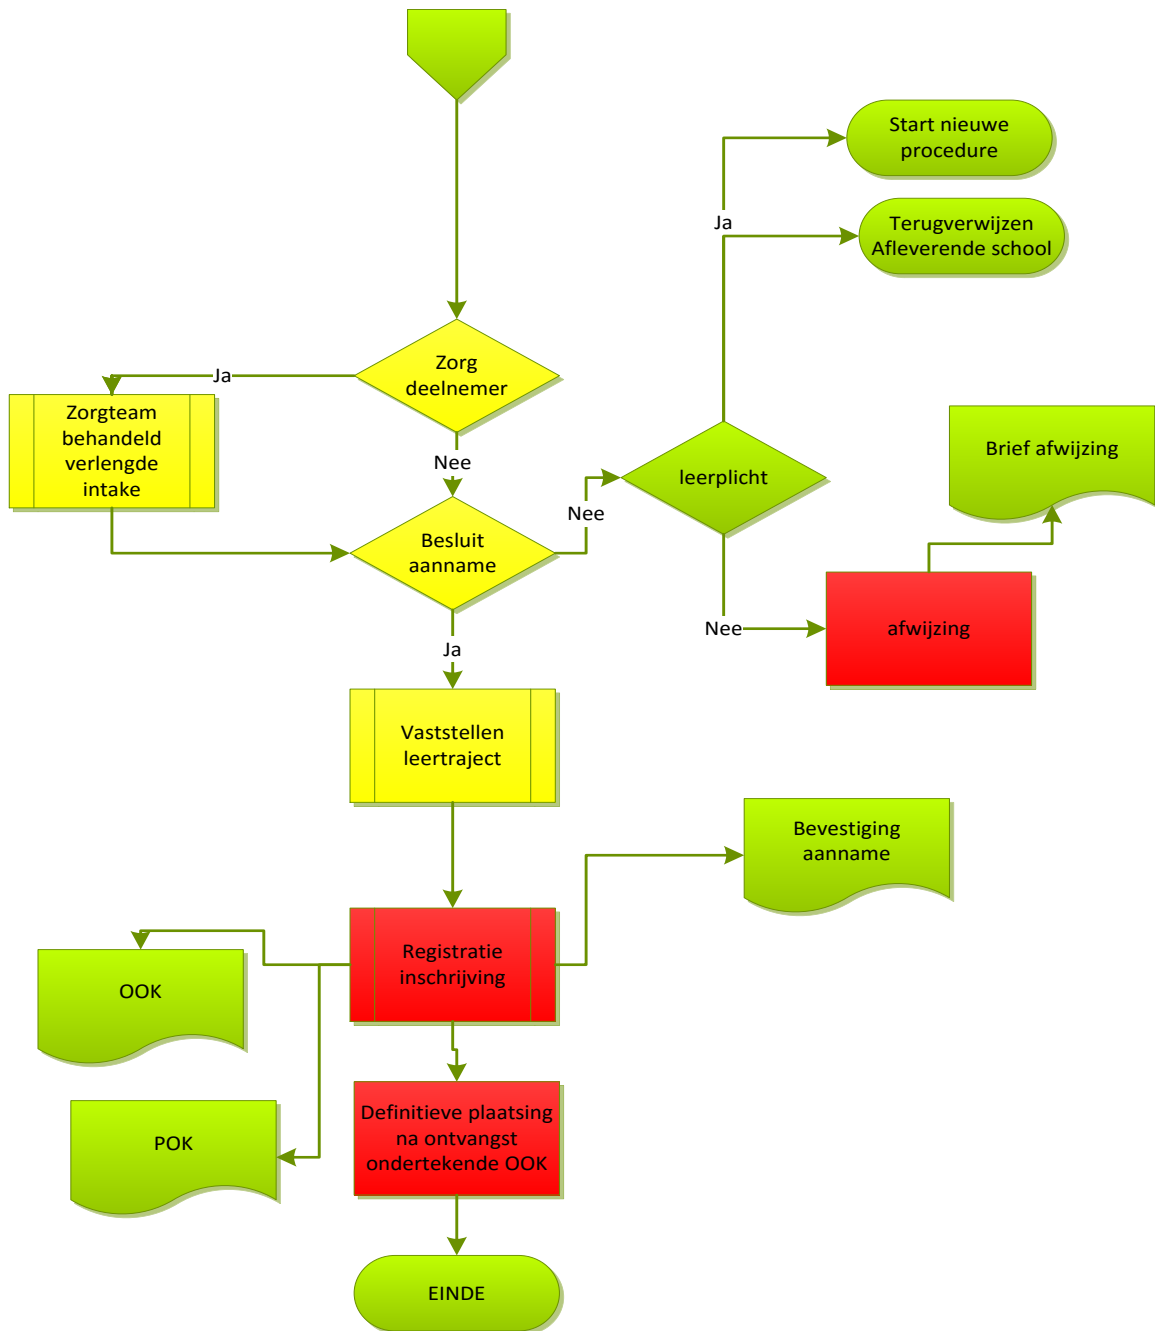 Start nieuwe
procedure
Ja
Terugverwijzen
Afleverende school
Zorg
deelnemer
Ja
Zorgteam
behandeld
verlengde
intake
Nee
Brief afwijzing
leerplicht
Nee
Besluit
aanname
Nee
afwijzing
Ja
Vaststellen
leertraject
Bevestiging
aanname
Registratie
inschrijving
OOK
POK
Definitieve plaatsing
na ontvangst
ondertekende OOK
EINDE